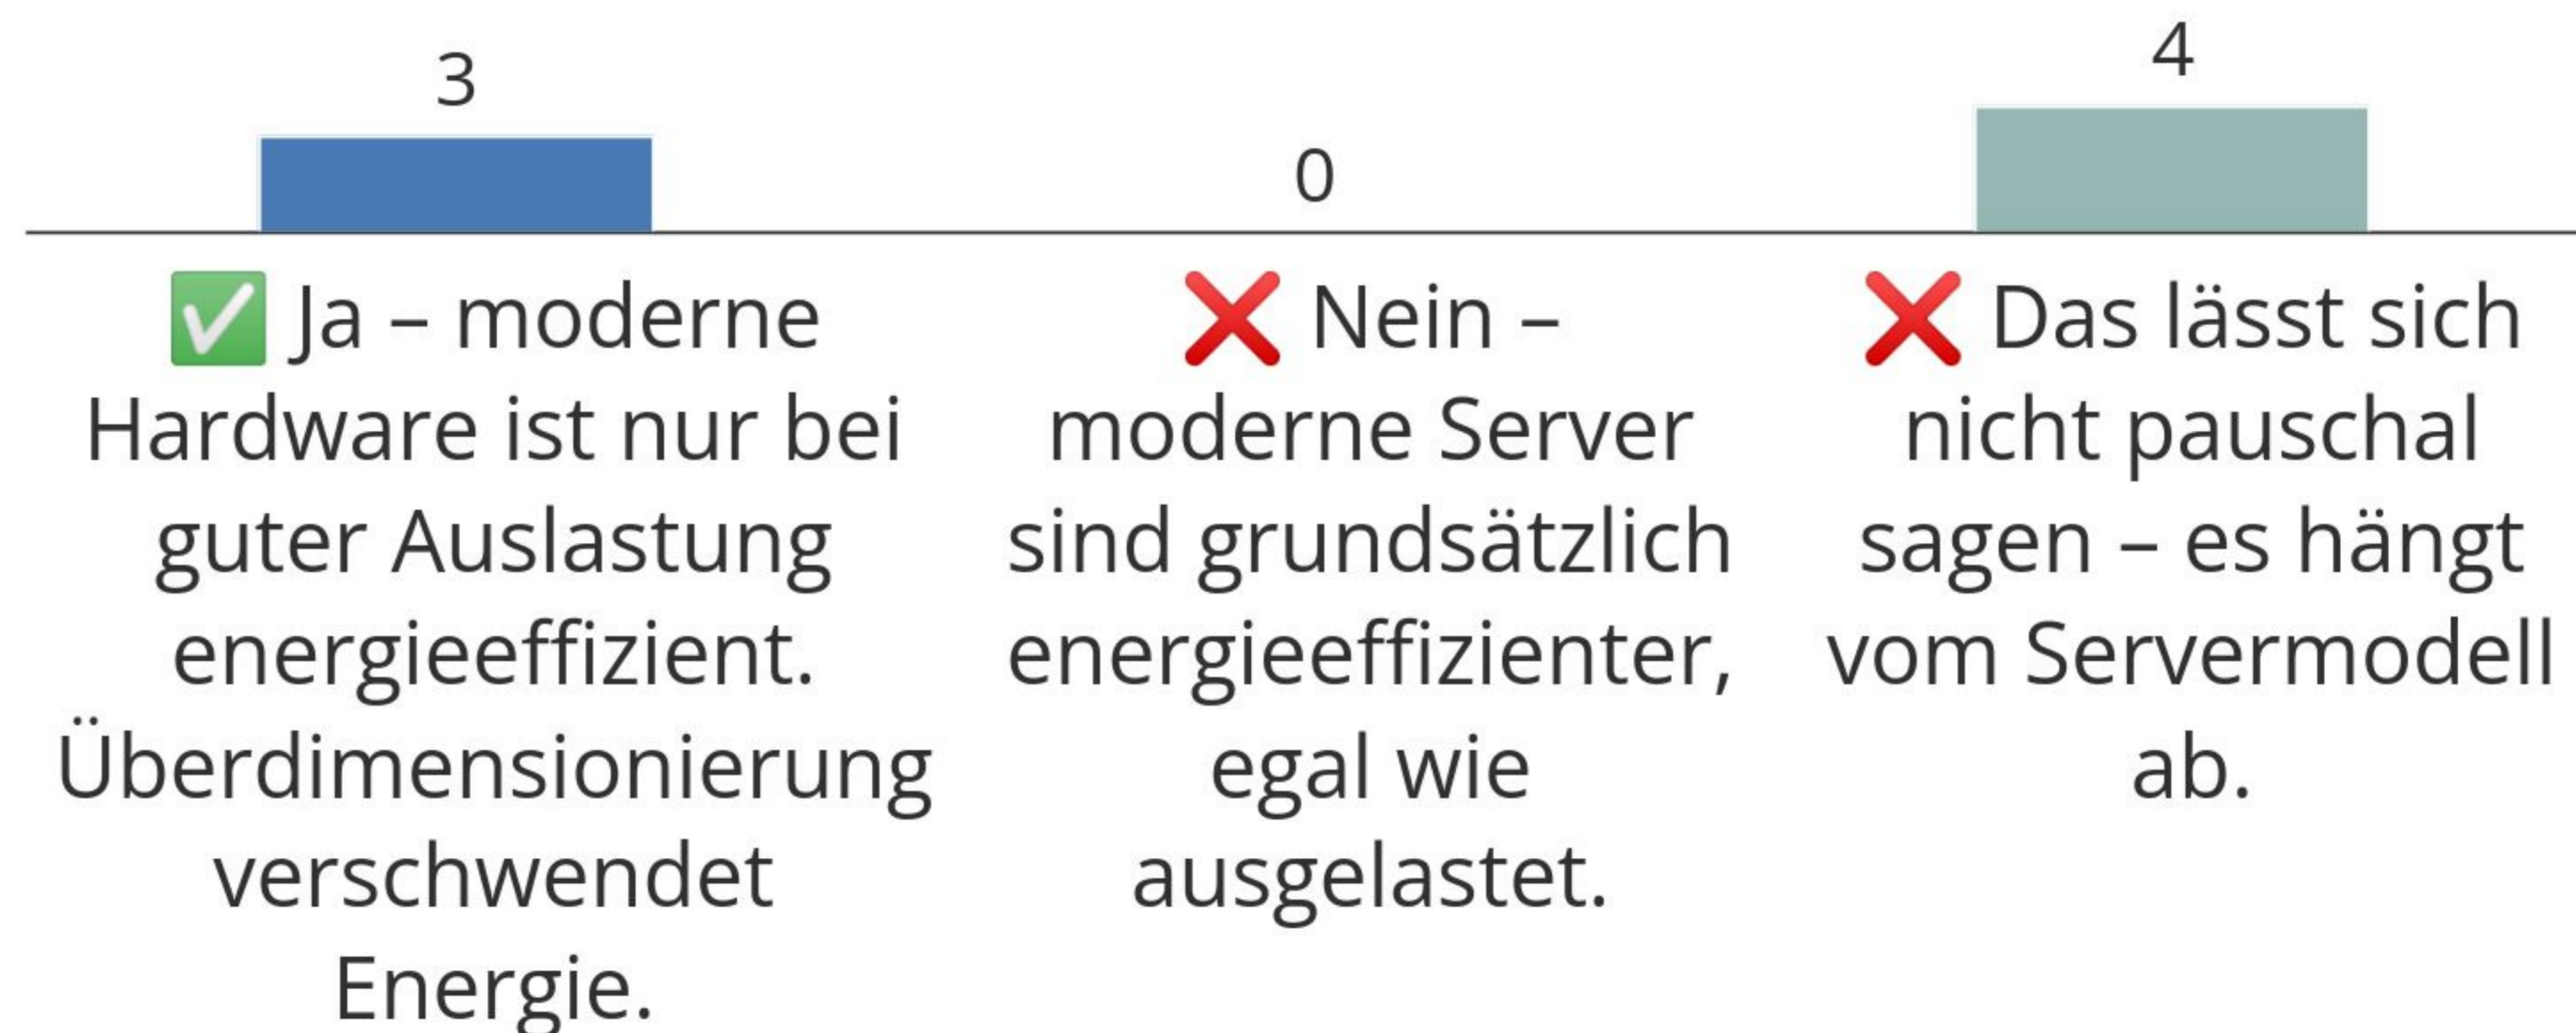 3
0
4
✅ Ja – moderne
Hardware ist nur bei
guter Auslastung
energieeffizient.
Überdimensionierung
verschwendet
Energie.
❌ Nein –
moderne Server
sind grundsätzlich
energieeffizienter,
egal wie
ausgelastet.
❌ Das lässt sich
nicht pauschal
sagen – es hängt
vom Servermodell
ab.